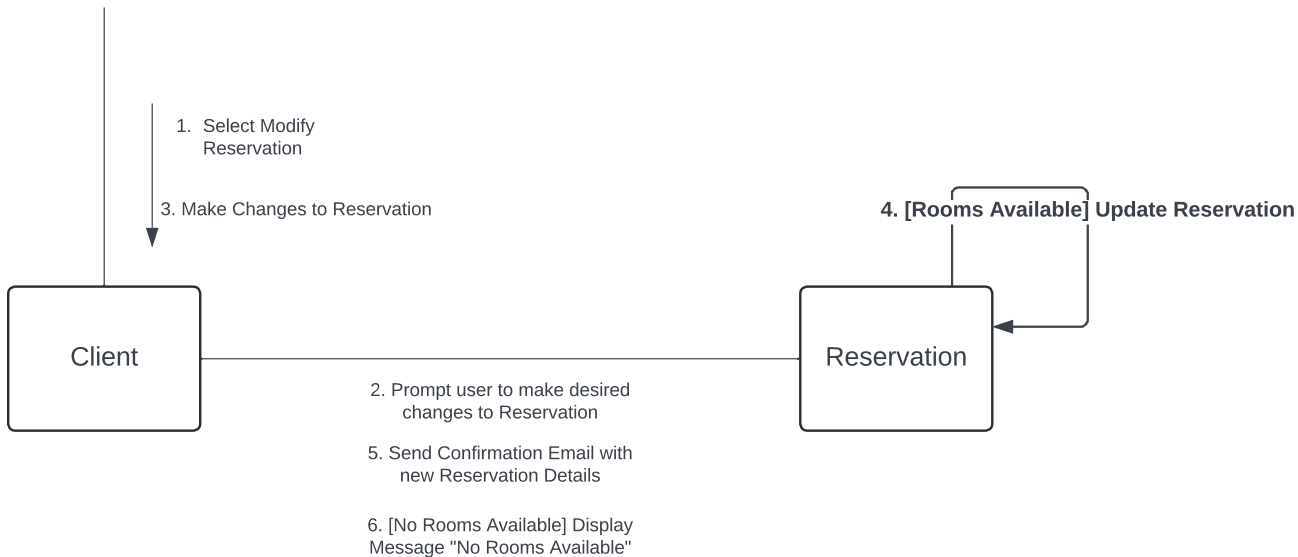 1. Select Modify
Reservation
3. Make Changes to Reservation
4. [Rooms Available] Update Reservation
Client
Reservation
2. Prompt user to make desired
changes to Reservation
5. Send Confirmation Email with
new Reservation Details
6. [No Rooms Available] Display
Message "No Rooms Available"